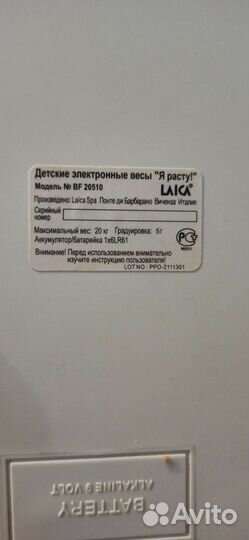 Детские электронные весы "Я расту!"
Модель № BF 20510
LAICA®
Произведено: Laica Spa Понте ди Барбарано Виченза Италия
Серийный
номер
Максимальный вес: 20 кг Градуировка: 5г
Аккумулятор/батарейка 1x6LR61
Внимание! Перед использованием внимательно
изучите инструкцию пользователя!
LOT NO.: PPO-2111301
BATTERY
ALKALINE 9 VOLT
Avito